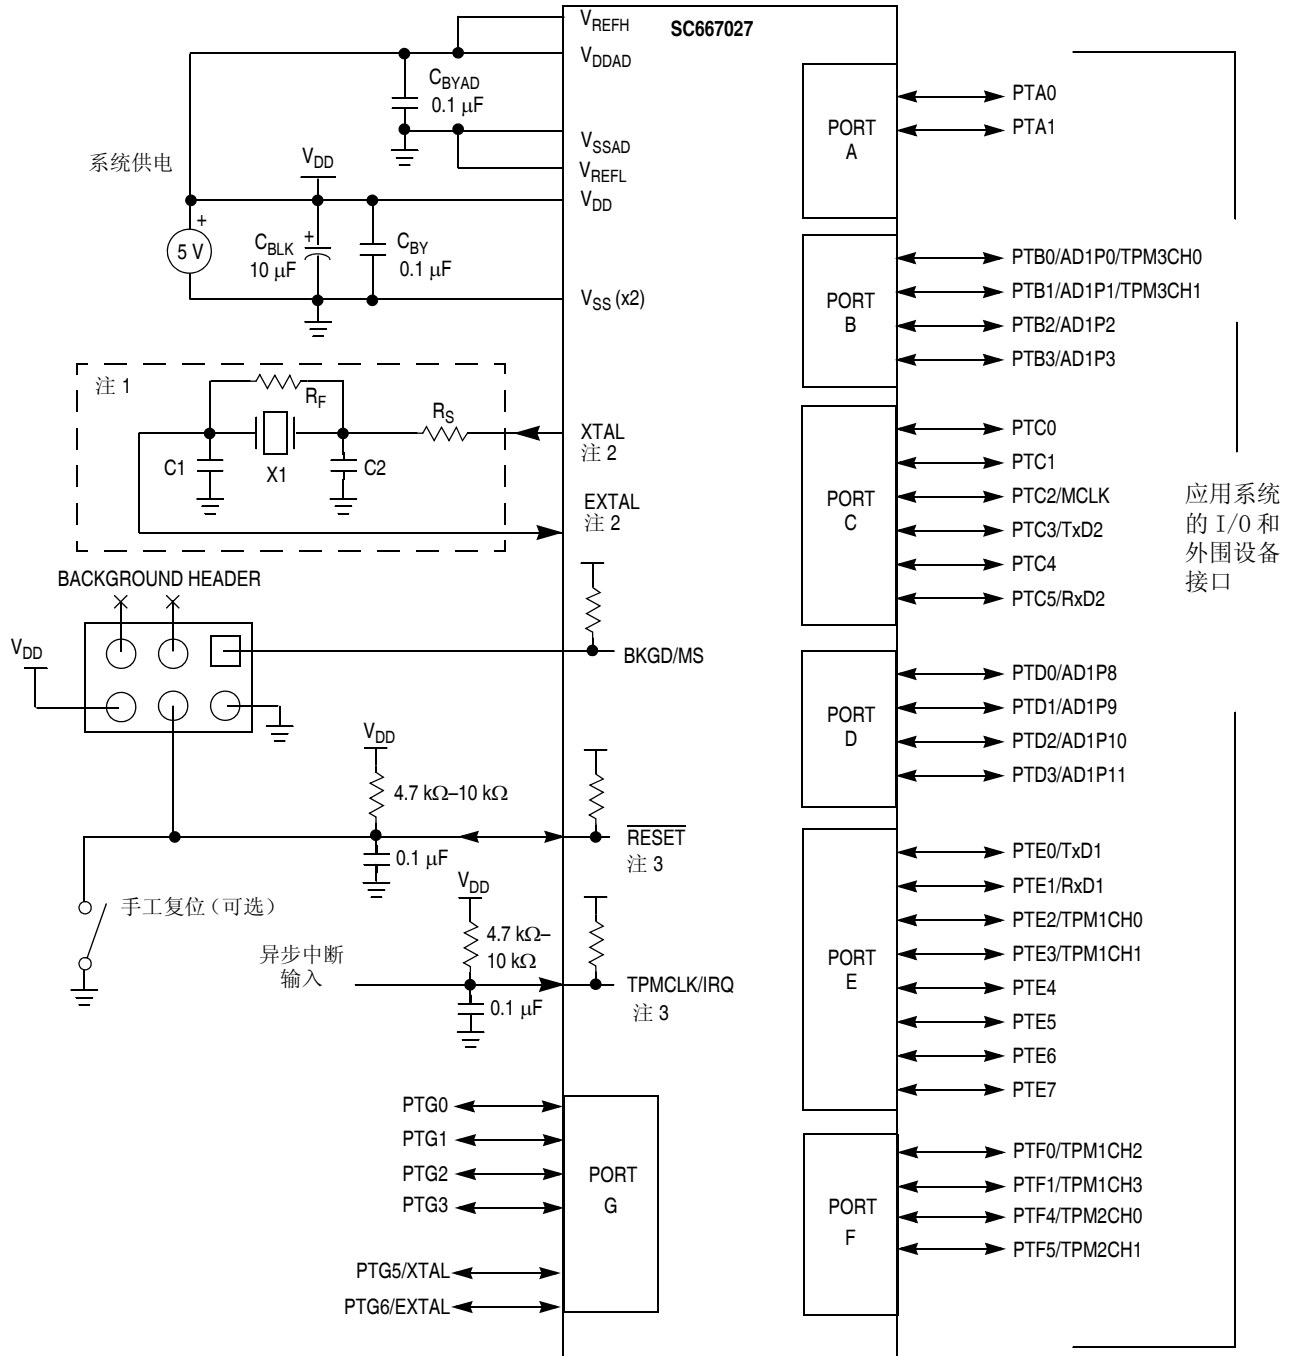 SC667027
VREFH
VDDAD
CBYAD
0.1 μF
VSSAD
VREFL
系统供电
VDD
VDD
+
5 V
CBLK
+
10 μF
CBY
0.1 μF
VSS (x2)
注 1
RF
RS
C1
X1
C2
XTAL
注 2
EXTAL
注 2
BACKGROUND HEADER
VDD
BKGD/MS
VDD
4.7 kΩ–10 kΩ
0.1 μF
RESET
注 3
手工复位（可选）
VDD
4.7 kΩ–
10 kΩ
异步中断
输入
0.1 μF
TPMCLK/IRQ
注 3
PTG0
PTG1
PTG2
PTG3
PTG5/XTAL
PTG6/EXTAL
PORT
G
PORT
A
PTA0
PTA1
PORT
B
PTB0/AD1P0/TPM3CH0
PTB1/AD1P1/TPM3CH1
PTB2/AD1P2
PTB3/AD1P3
PORT
C
PTC0
PTC1
PTC2/MCLK
PTC3/TxD2
PTC4
PTC5/RxD2
PORT
D
PTD0/AD1P8
PTD1/AD1P9
PTD2/AD1P10
PTD3/AD1P11
PORT
E
PTE0/TxD1
PTE1/RxD1
PTE2/TPM1CH0
PTE3/TPM1CH1
PTE4
PTE5
PTE6
PTE7
PORT
F
PTF0/TPM1CH2
PTF1/TPM1CH3
PTF4/TPM2CH0
PTF5/TPM2CH1
应用系统
的 I/O 和
外围设备
接口